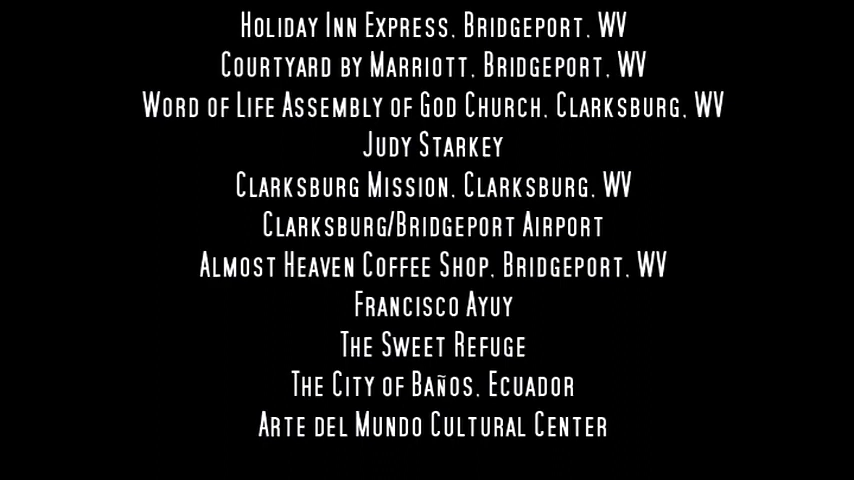 Holiday Inn Express, Bridgeport, WV
Courtyard by Marriott, Bridgeport, WV
Word of Life Assembly of God Church, Clarksburg, WV
Judy Starkey
Clarksburg Mission, Clarksburg, WV
Clarksburg/Bridgeport Airport
Almost Heaven Coffee Shop, Bridgeport, WV
Francisco Ayuy
The Sweet Refuge
The City of Baños, Ecuador
Arte del Mundo Cultural Center